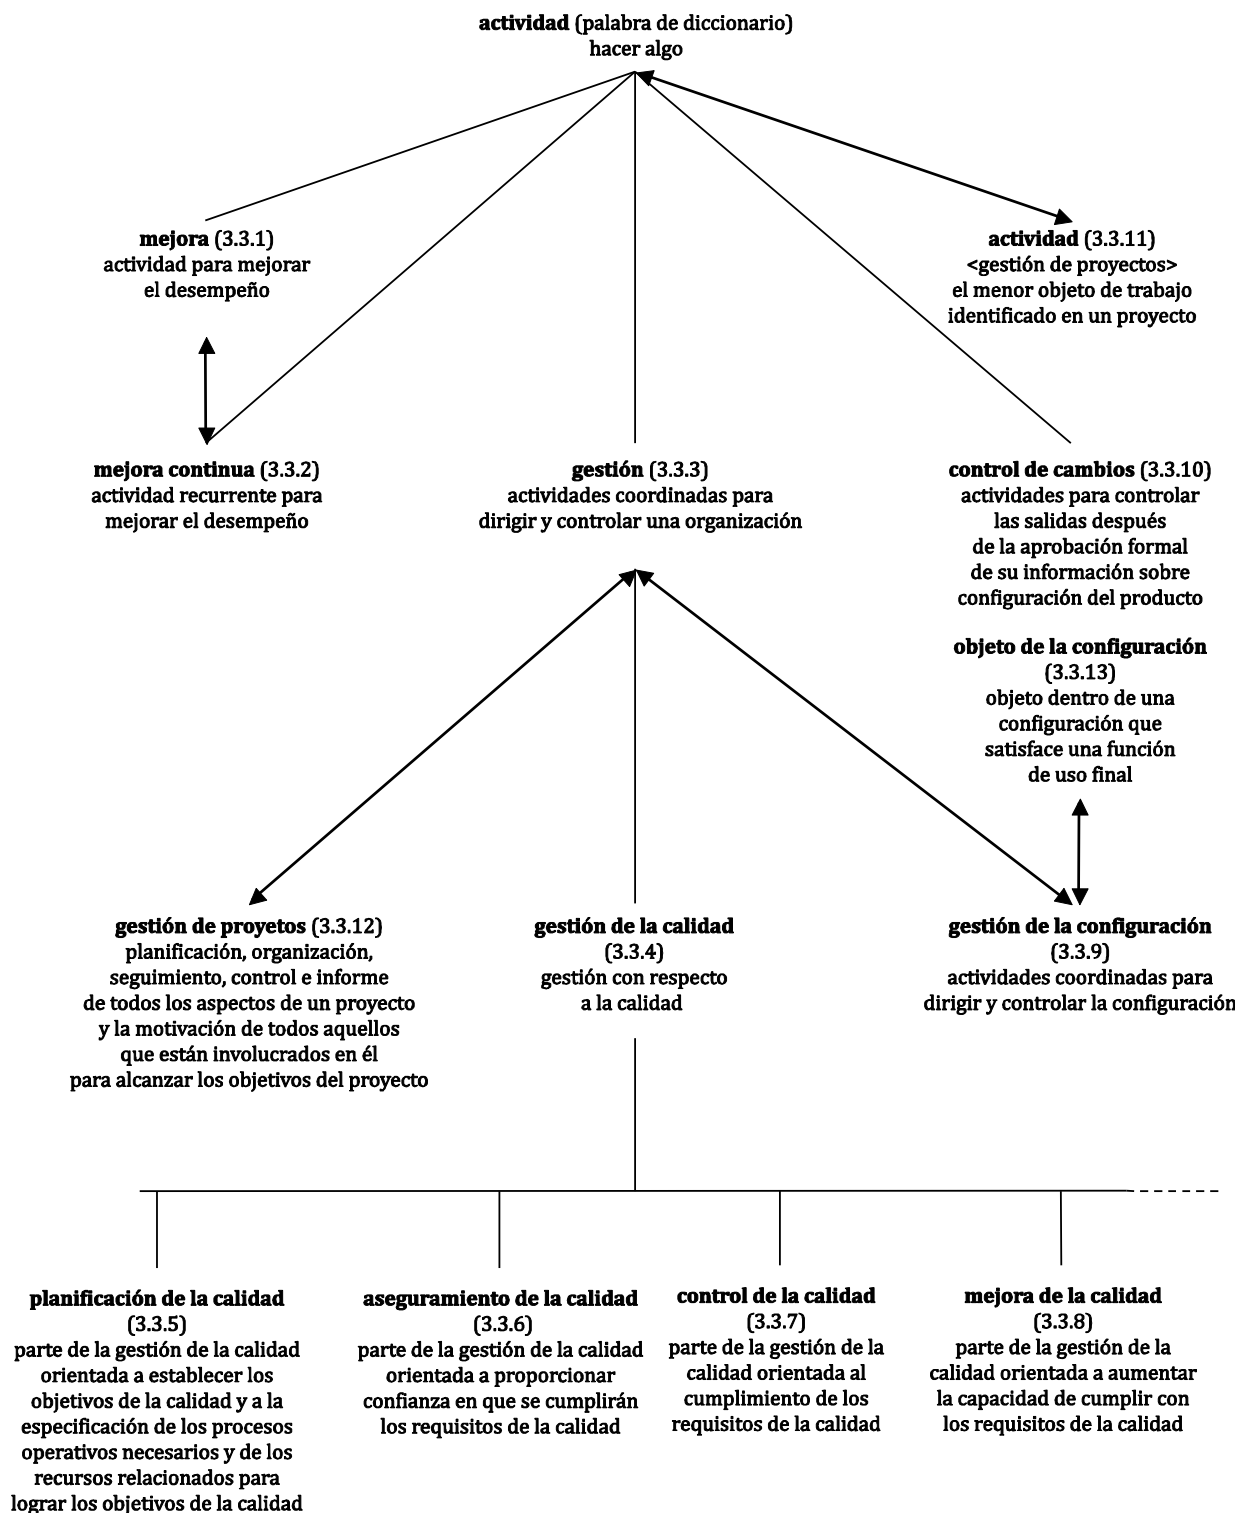 actividad (palabra de diccionario)
hacer algo
mejora (3.3.1)
actividad para mejorar
el desempeño
actividad (3.3.11)
<gestión de proyectos>
el menor objeto de trabajo
identificado en un proyecto
mejora continua (3.3.2)
actividad recurrente para
mejorar el desempeño
gestión (3.3.3)
actividades coordinadas para
dirigir y controlar una organización
control de cambios (3.3.10)
actividades para controlar
las salidas después
de la aprobación formal
de su información sobre
configuración del producto
objeto de la configuración
(3.3.13)
objeto dentro de una
configuración que
satisface una función
de uso final
gestión de proyetos (3.3.12)
planificación, organización,
seguimiento, control e informe
de todos los aspectos de un proyecto
y la motivación de todos aquellos
que están involucrados en él
para alcanzar los objetivos del proyecto
gestión de la calidad
(3.3.4)
gestión con respecto
a la calidad
gestión de la configuración
(3.3.9)
actividades coordinadas para
dirigir y controlar la configuración
planificación de la calidad
(3.3.5)
parte de la gestión de la calidad
orientada a establecer los
objetivos de la calidad y a la
especificación de los procesos
operativos necesarios y de los
recursos relacionados para
lograr los objetivos de la calidad
aseguramiento de la calidad
(3.3.6)
parte de la gestión de la calidad
orientada a proporcionar
confianza en que se cumplirán
los requisitos de la calidad
control de la calidad
(3.3.7)
parte de la gestión de la
calidad orientada al
cumplimiento de los
requisitos de la calidad
mejora de la calidad
(3.3.8)
parte de la gestión de la
calidad orientada a aumentar
la capacidad de cumplir con
los requisitos de la calidad